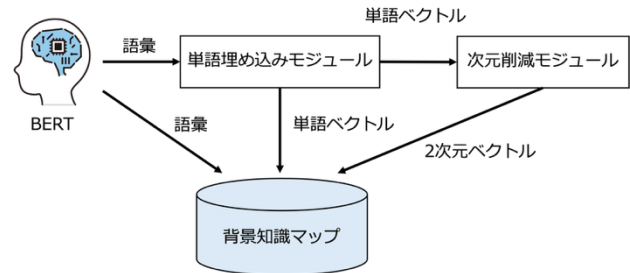 単語ベクトル
語彙
単語埋め込みモジュール
次元削減モジュール
BERT
語彙
単語ベクトル
2次元ベクトル
背景知識マップ